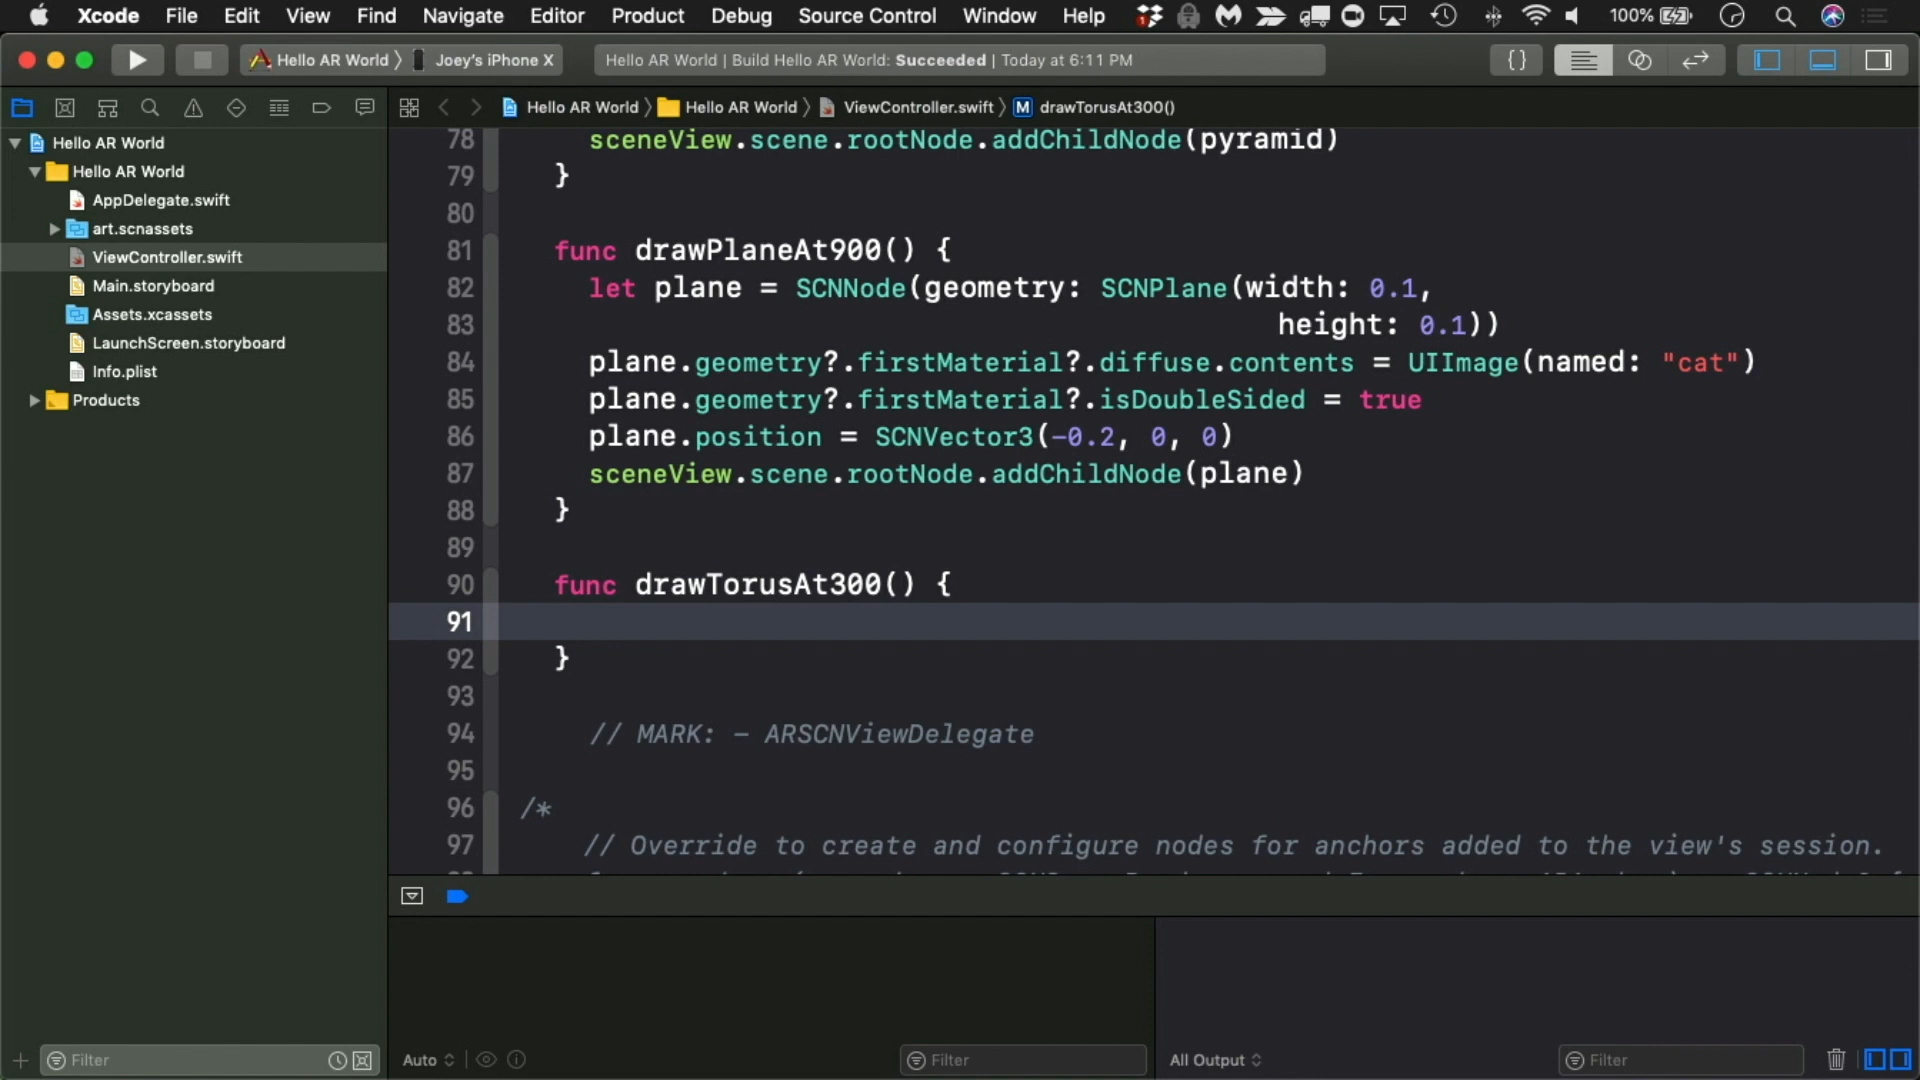 Xcode File Edit View Find Navigate Editor Product Debug Source Control Window Help 100%
Hello AR World Joey's iPhone X Hello AR World | Build Hello AR World: Succeeded | Today at 6:11 PM {}
Hello AR World Hello AR World ViewController.swift M drawTorusAt300()
Hello AR World
Hello AR World
AppDelegate.swift
art.scnassets
ViewController.swift
Main.storyboard
Assets.xcassets
LaunchScreen.storyboard
Info.plist
Products
78 sceneView.scene.rootNode.addChildNode(pyramid)
79 }
80
81 func drawPlaneAt900() {
82 let plane = SCNNode(geometry: SCNPlane(width: 0.1,
83 height: 0.1))
84 plane.geometry?.firstMaterial?.diffuse.contents = UIImage(named: "cat")
85 plane.geometry?.firstMaterial?.isDoubleSided = true
86 plane.position = SCNVector3(-0.2, 0, 0)
87 sceneView.scene.rootNode.addChildNode(plane)
88 }
89
90 func drawTorusAt300() {
91
92 }
93
94 // MARK: - ARSCNViewDelegate
95
96 /*
97 // Override to create and configure nodes for anchors added to the view's session.
Filter Auto Filter All Output Filter